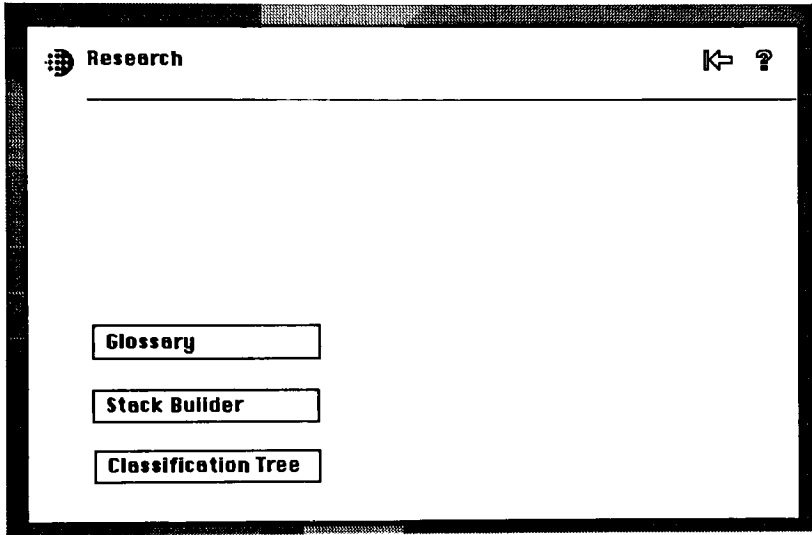 Research
?
Glossary
Stack Builder
Classification Tree